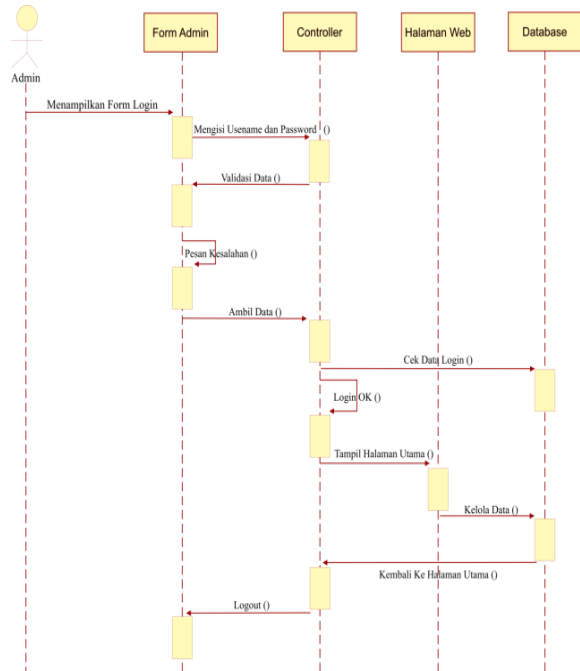 Form Admin
Controller
Halaman Web
Database
Admin
Menampilkan Form Login
Mengisi Usename dan Password ()
Validasi Data ()
Pesan Kesalahan ()
Ambil Data ()
Cek Data Login ()
Login OK ()
Tampil Halaman Utama ()
Kelola Data ()
Kembali Ke Halaman Utama ()
Logout ()